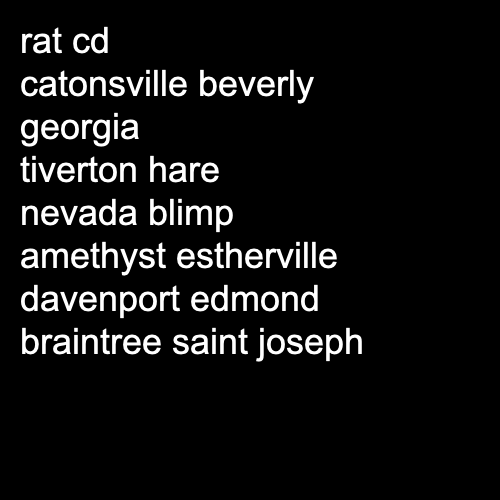 rat cd
catonsville beverly
georgia
tiverton hare
nevada blimp
amethyst estherville
davenport edmond
braintree saint joseph